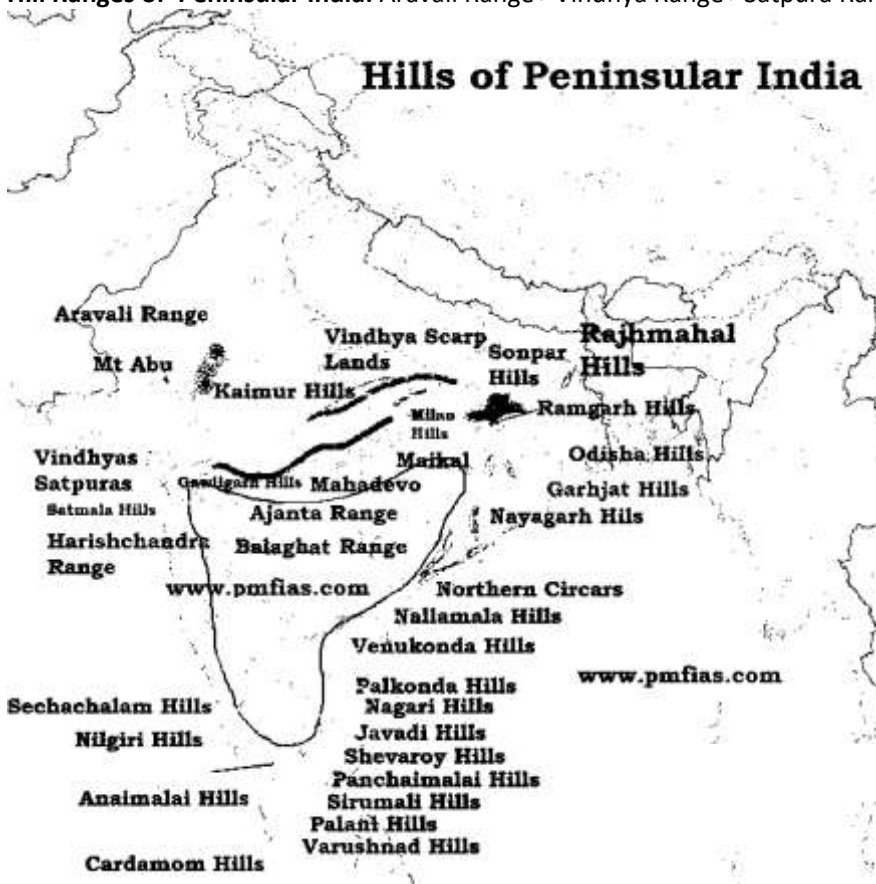 Hill Ranges of Peninsular India: Aravali Range Vindhya Range Satpura Ran
Hills of Peninsular India
Aravali Range
Mt Abu
Vindhya Scarp
Lands
Sonpar
Hills
Rajhmahal
Hills
Kaimur Hills
Milan
Hills
Ramgarh Hills
Vindhyas
Satpuras
Satmala Hills
Harishchandra
Range
Hills
Mahadevo
Maikal
Odisha Hills
Garhjat Hills
Nayagarh Hils
Ajanta Range
Balaghat Range
www.pmfias.com
Northern Circars
Nallamala Hills
Venukonda Hills
www.pmfias.com
Palkonda Hills
Nagari Hills
Javadi Hills
Shevaroy Hills
Panchaimalai Hills
Sirumali Hills
Palani Hills
Varushnad Hills
Sechachalam Hills
Nilgiri Hills
Anaimalai Hills
Cardamom Hills